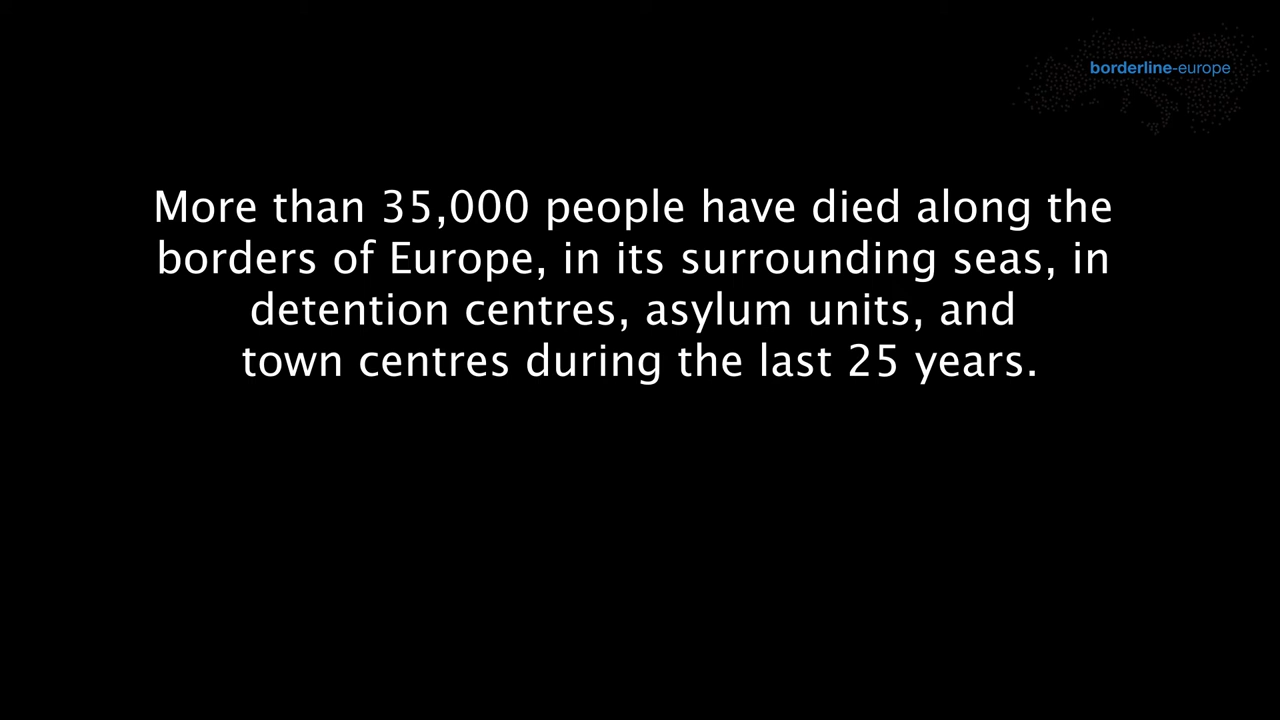 borderline-europe
More than 35,000 people have died along the
borders of Europe, in its surrounding seas, in
detention centres, asylum units, and
town centres during the last 25 years.